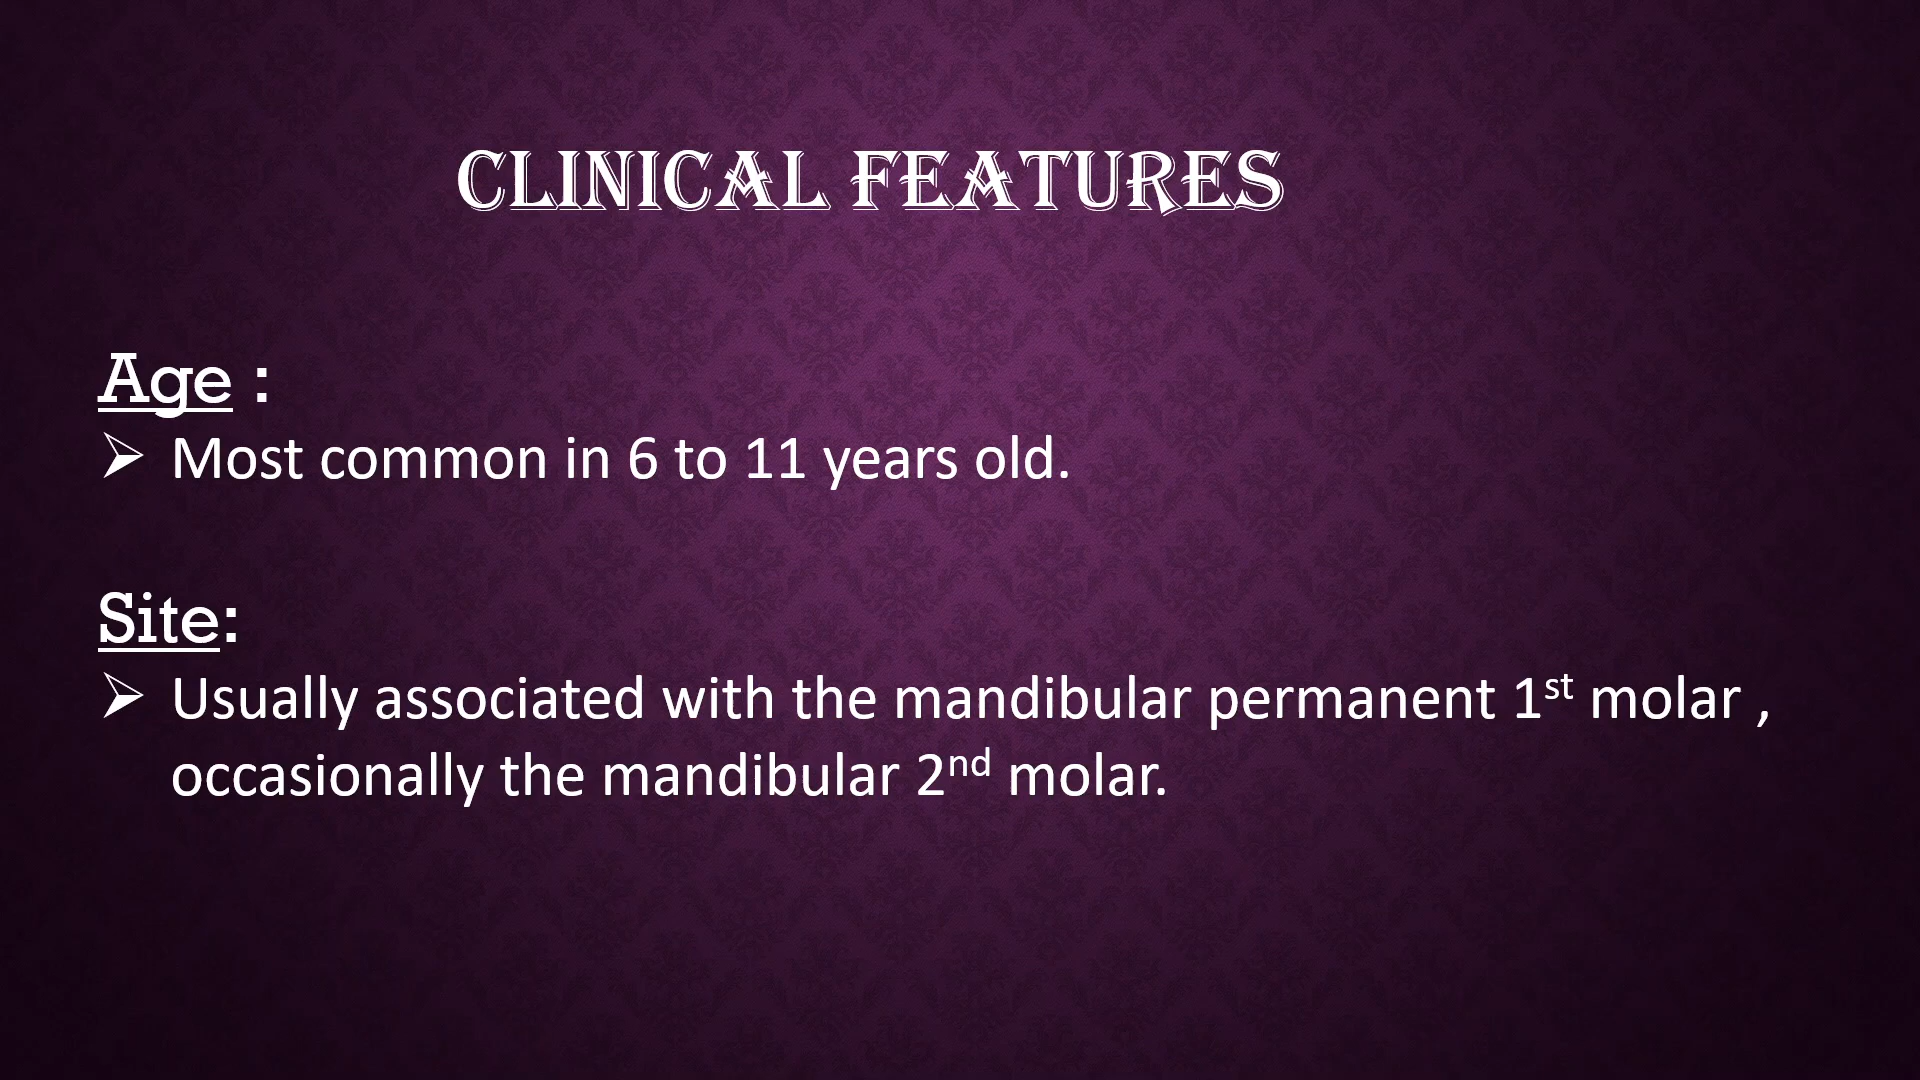 CLINICAL FEATURES
Age :
➢ Most common in 6 to 11 years old.
Site:
➢ Usually associated with the mandibular permanent 1st molar ,
occasionally the mandibular 2nd molar.